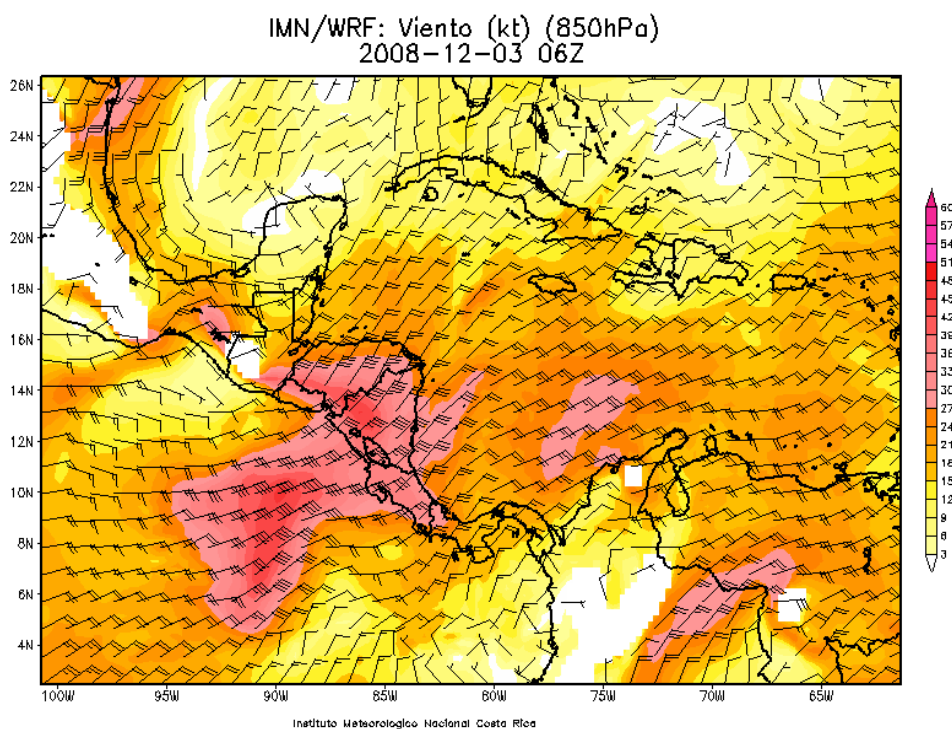 IMN/WRF: Viento (kt) (850hPa)
2008-12-03 06Z
26N
24N
22N
20N
18N
16N
14N
12N
10N
8N
6N
4N
100W
95W
90W
85W
80W
75W
70W
65W
60
57
54
51
48
45
42
39
36
33
30
27
24
21
18
15
12
9
6
3
Instituto Meteorologico Nacional Costa Rica